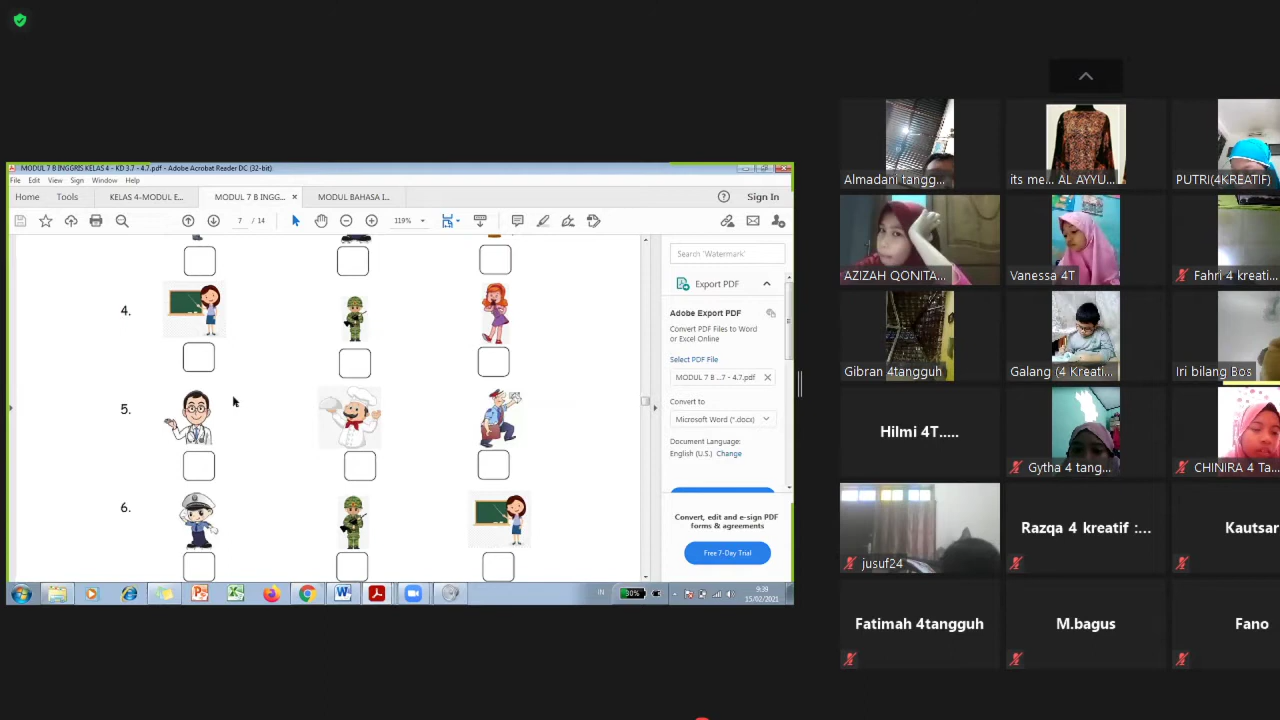 MODUL 7 B INGGRIS KELAS 4 - KD 3.7 - 4.7.pdf - Adobe Acrobat Reader DC (32-bit)
File Edit View Sign Window Help
Home Tools KELAS 4-MODUL E... MODUL 7 B INGG... × MODUL BAHASA I... Sign In
7 / 14 119%
4.
5.
6.
Search 'Watermark'
Export PDF
Adobe Export PDF
Convert PDF Files to Word
or Excel Online
Select PDF File
MODUL 7 B ...7 - 4.7.pdf
Convert to
Microsoft Word (*.docx)
Document Language:
English (U.S.) Change
Convert, edit and e-sign PDF
forms & agreements
Free 7-Day Trial
IN 30% 9:39
15/02/2021
Almadani tangg... its me... AL AYYU... PUTRI(4KREATIF)
AZIZAH QONITA... Vanessa 4T Fahri 4 kreati...
Gibran 4tangguh Galang (4 Kreati... Iri bilang Bos
Hilmi 4T..... Gytha 4 tang... CHINIRA 4 Ta...
jusuf24 Razqa 4 kreatif :... Kautsar
Fatimah 4tangguh M.bagus Fano